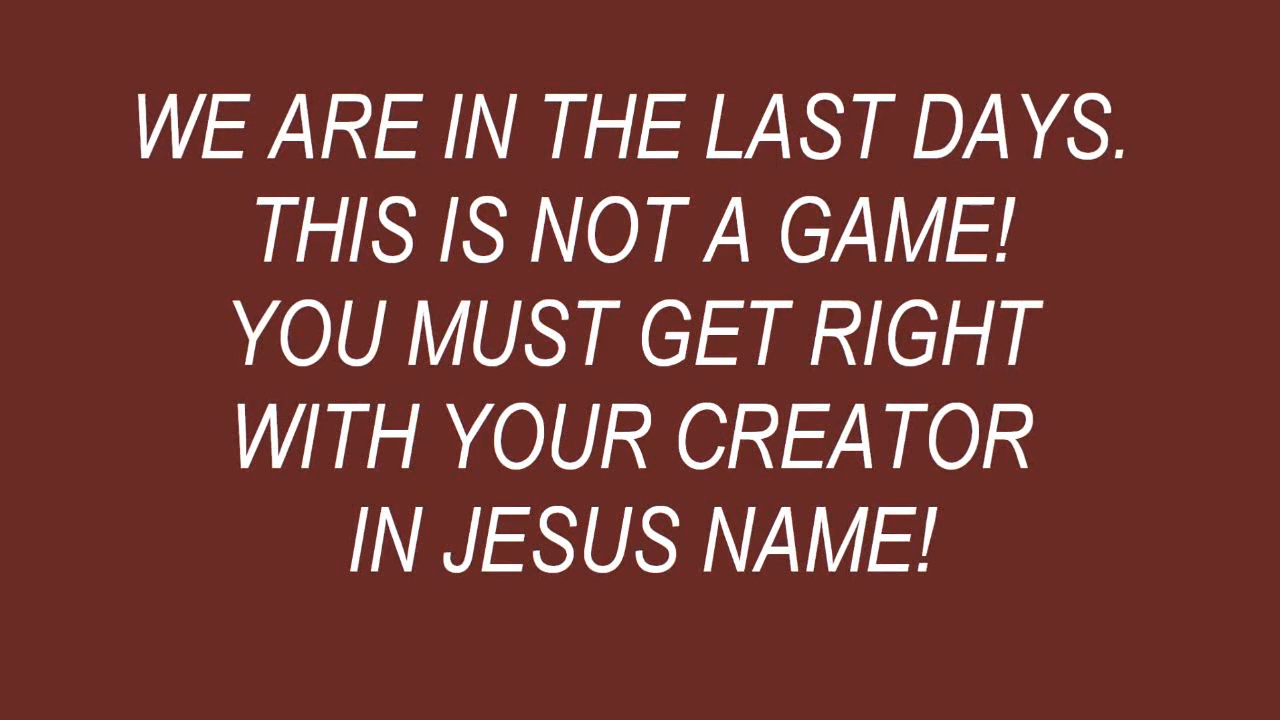 WE ARE IN THE LAST DAYS.
THIS IS NOT A GAME!
YOU MUST GET RIGHT
WITH YOUR CREATOR
IN JESUS NAME!